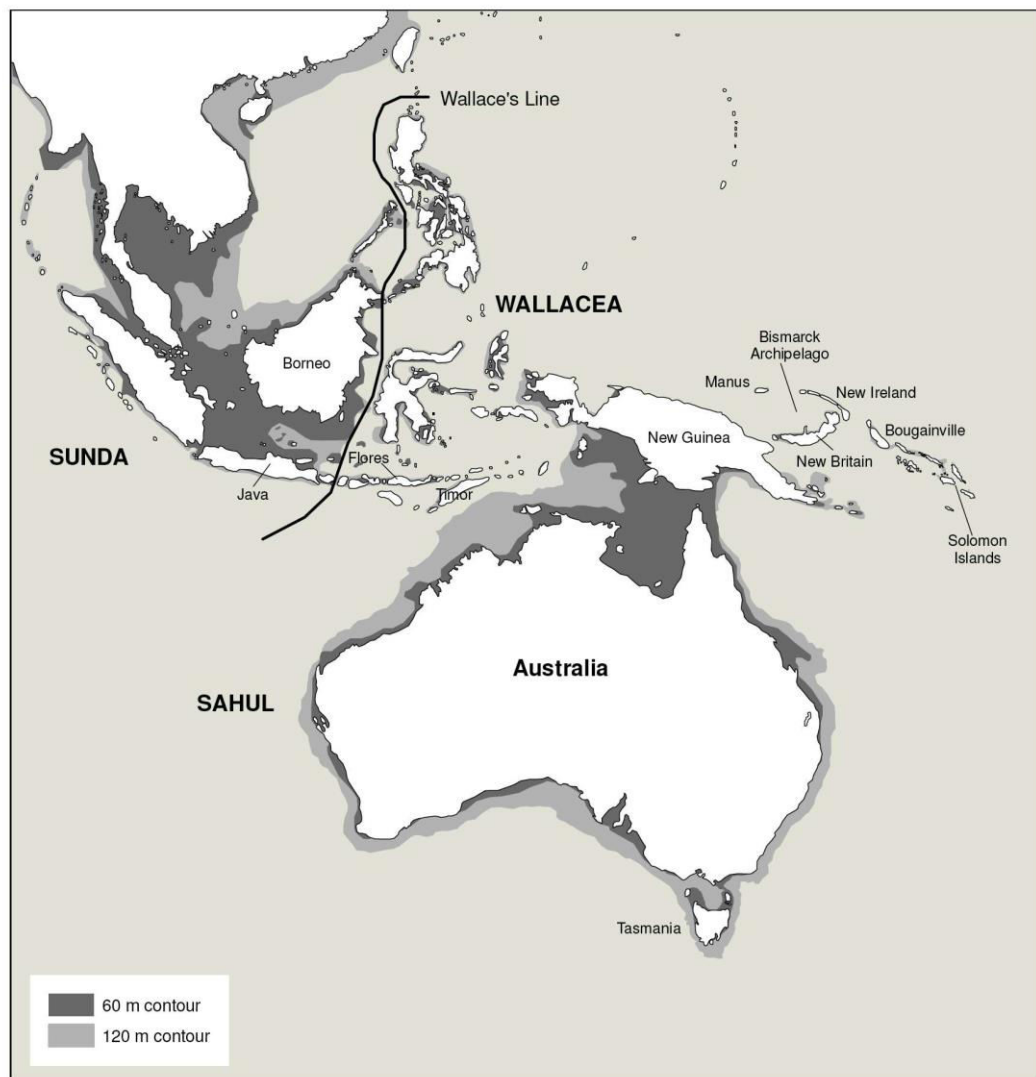 Wallace's Line
WALLACEA
Bismarck
Archipelago
Manus
New Ireland
Borneo
New Guinea
Bougainville
SUNDA
Flores
New Britain
Java
Timor
Solomon
Islands
Australia
SAHUL
Tasmania
60 m contour
120 m contour